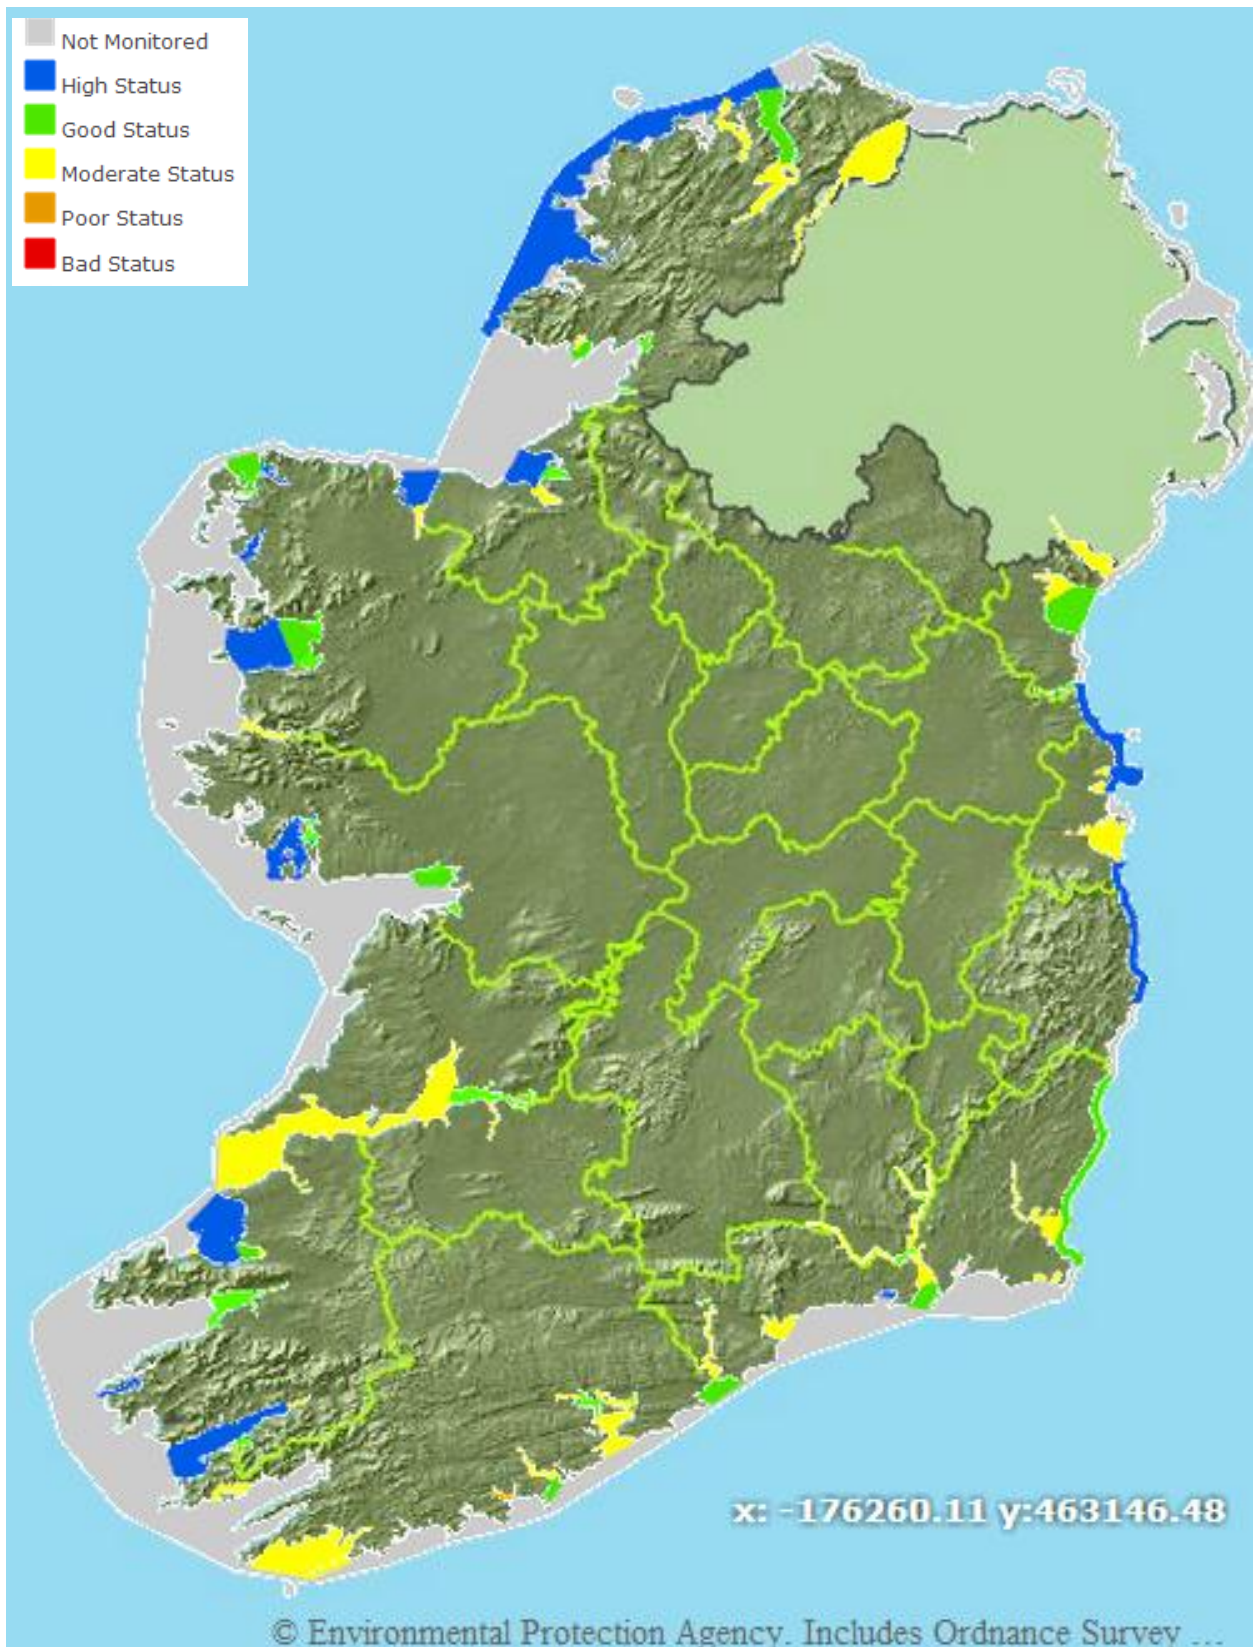 Not Monitored
High Status
Good Status
Moderate Status
Poor Status
Bad Status
x: -176260.11 y:463146.48
© Environmental Protection Agency. Includes Ordnance Survey ...